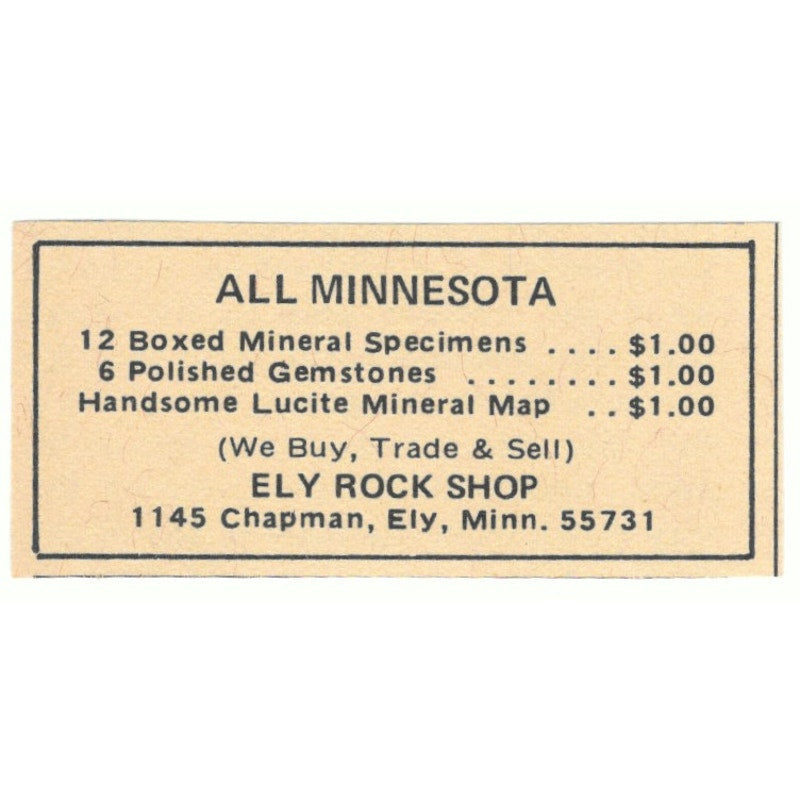 ALL MINNESOTA
12 Boxed Mineral Specimens .... $1.00
6 Polished Gemstones ........ $1.00
Handsome Lucite Mineral Map .. $1.00
(We Buy, Trade & Sell)
ELY ROCK SHOP
1145 Chapman, Ely, Minn. 55731